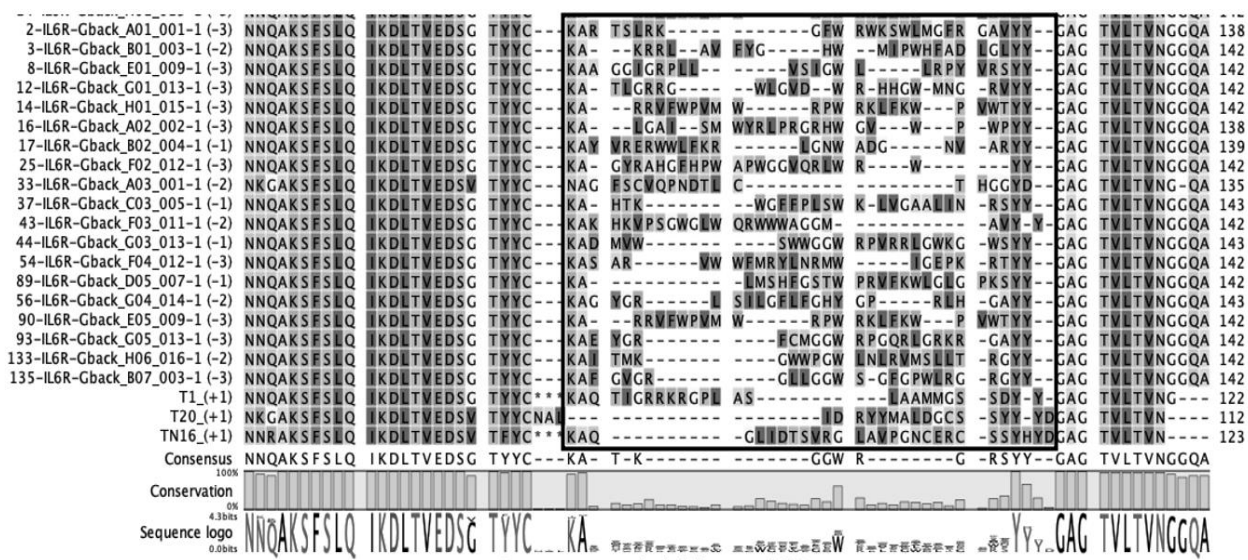 2-IL6R-Gback_A01_001-1 (-3) NNQAKSFSLQ IKDLTVEDSG TYYC---KAR TSLRK------------GFW RWKSWLMGFR GAVYY--GAG TVLTVNGGQA 138
3-IL6R-Gback_B01_003-1 (-2) NNQAKSFSLQ IKDLTVEDSG TYYC---KA- --KRRL--AV FYG-----HW ---MIPWHFAD LGLYY--GAG TVLTVNGGQA 142
8-IL6R-Gback_E01_009-1 (-3) NNQAKSFSLQ IKDLTVEDSG TYYC---KAA GGIGRPLL-- -----VSIGW L-----LRPY VRSYY--GAG TVLTVNGGQA 142
12-IL6R-Gback_G01_013-1 (-3) NNQAKSFSLQ IKDLTVEDSG TYYC---KA- TLGRRG---- --WLGVD--W R-HHGW-MNG -RVYY--GAG TVLTVNGGQA 142
14-IL6R-Gback_H01_015-1 (-3) NNQAKSFSLQ IKDLTVEDSG TYYC---KA- --RRVFWPVM W------RPW RKLFKW---P VWTYY--GAG TVLTVNGGQA 142
16-IL6R-Gback_A02_002-1 (-3) NNQAKSFSLQ IKDLTVEDSG TYYC---KA- --LGAI--SM WYRLPRGRHW GV---W---P -WPYY--GAG TVLTVNGGQA 138
17-IL6R-Gback_B02_004-1 (-1) NNQAKSFSLQ IKDLTVEDSG TYYC---KAY VRERWWLFKR ------LGNW ADG-----NV -ARYY--GAG TVLTVNGGQA 139
25-IL6R-Gback_F02_012-1 (-3) NNQAKSFSLQ IKDLTVEDSG TYYC---KA- -GYRAHGFHPW APWGGVQRLW R----W---- ---YY--GAG TVLTVNGGQA 142
33-IL6R-Gback_A03_001-1 (-2) NKGAKSFSLQ IKDLTVEDSV TYYC---NAG FSCVQPNDTL C--------- ---------T HGGYD--GAG TVLTVNG-QA 135
37-IL6R-Gback_C03_005-1 (-1) NNQAKSFSLQ IKDLTVEDSG TYYC---KA- HTK------- --WGFFPLSW K-LVGAALIN -RSYY--GAG TVLTVNGGQA 143
43-IL6R-Gback_F03_011-1 (-2) NNQAKSFSLQ IKDLTVEDSG TYYC---KAK HKVPSGWGLW QRWWWAGGM- ---------- --AVY-Y-GAG TVLTVNGGQA 142
44-IL6R-Gback_G03_013-1 (-1) NNQAKSFSLQ IKDLTVEDSG TYYC---KAD MVW------- ----SWWGGW RPVRRLGWKG -WSYY--GAG TVLTVNGGQA 143
54-IL6R-Gback_F04_012-1 (-3) NNQAKSFSLQ IKDLTVEDSG TYYC---KAS AR------VW WFMRYLNRMW -----IGEPK -RTYY--GAG TVLTVNGGQA 142
89-IL6R-Gback_D05_007-1 (-1) NNQAKSFSLQ IKDLTVEDSG TYYC---KA- ---------- -LMSHFGSTW PRVFKWLGLG PKSYY--GAG TVLTVNGGQA 142
56-IL6R-Gback_G04_014-1 (-2) NNQAKSFSLQ IKDLTVEDSG TYYC---KAG YGR------L SILGFLFGHY GP-----RLH -GAYY--GAG TVLTVNGGQA 143
90-IL6R-Gback_E05_009-1 (-3) NNQAKSFSLQ IKDLTVEDSG TYYC---KA- --RRVFWPVM W------RPW RKLFKW---P VWTYY--GAG TVLTVNGGQA 142
93-IL6R-Gback_G05_013-1 (-3) NNQAKSFSLQ IKDLTVEDSG TYYC---KAE YGR------- ----FCMGGW RPGQRLGRKR -GAYY--GAG TVLTVNGGQA 142
133-IL6R-Gback_H06_016-1 (-2) NNQAKSFSLQ IKDLTVEDSG TYYC---KAI TMK------- ----GWWPGW LNLRVMSLLT -RGYY--GAG TVLTVNGGQA 142
135-IL6R-Gback_B07_003-1 (-3) NNQAKSFSLQ IKDLTVEDSG TYYC---KAF GVGR------ ----GLLGGW S-GFGPWLRG -RGYY--GAG TVLTVNGGQA 142
T1_(+1) NNQAKSFSLQ IKDLTVEDSG TYYC***KAQ TIGRRKRGPL AS-------- ---LAAMMGS -SDY-Y--GAG TVLTVNG---- 122
T20_(+1) NKGAKSFSLQ IKDLTVEDSV TYYCNAL--- ---------- --------ID RYYMALDGCS -SYY-YDGAG TVLTVN---- 112
TN16_(+1) NNRAKSFSLQ IKDLTVEDSG TFYC***KAQ ---------- -GLIDTSVRG LAVPGNCERC -SSYHYDGAG TVLTVN---- 123
Consensus NNQAKSFSLQ IKDLTVEDSG TYYC---KA- -T-K------ -------GGW R--------G -RSYY--GAG TVLTVNGGQA
100%
Conservation
0%
4.3bits
Sequence logo
0.0bits